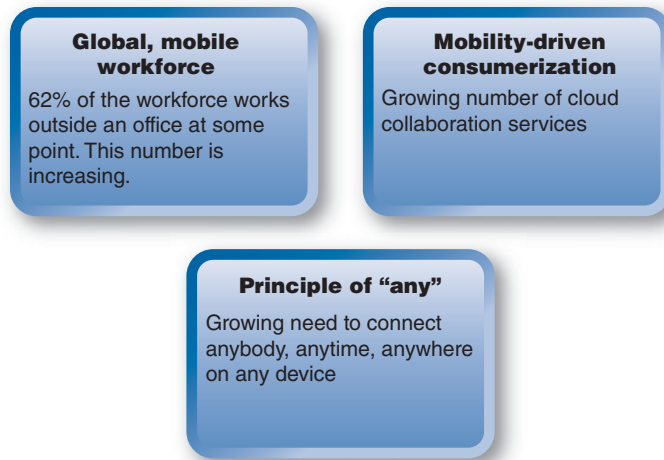 Global, mobile
workforce
62% of the workforce works
outside an office at some
point. This number is
increasing.
Mobility-driven
consumerization
Growing number of cloud
collaboration services
Principle of “any”
Growing need to connect
anybody, anytime, anywhere
on any device